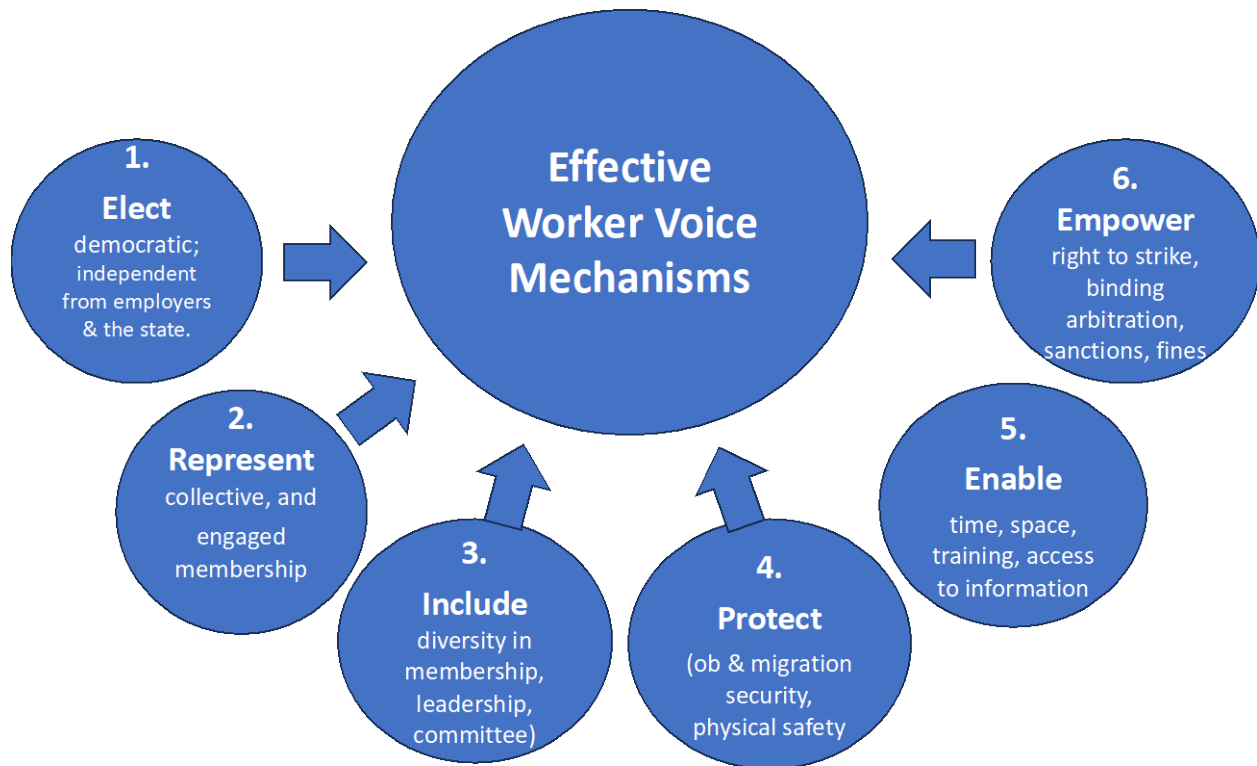 Effective
Worker Voice
Mechanisms
1.
Elect
democratic;
independent
from employers
& the state.
2.
Represent
collective, and
engaged
membership
3.
Include
diversity in
membership,
leadership,
committee)
4.
Protect
(ob & migration
security,
physical safety
5.
Enable
time, space,
training, access
to information
6.
Empower
right to strike,
binding
arbitration,
sanctions, fines